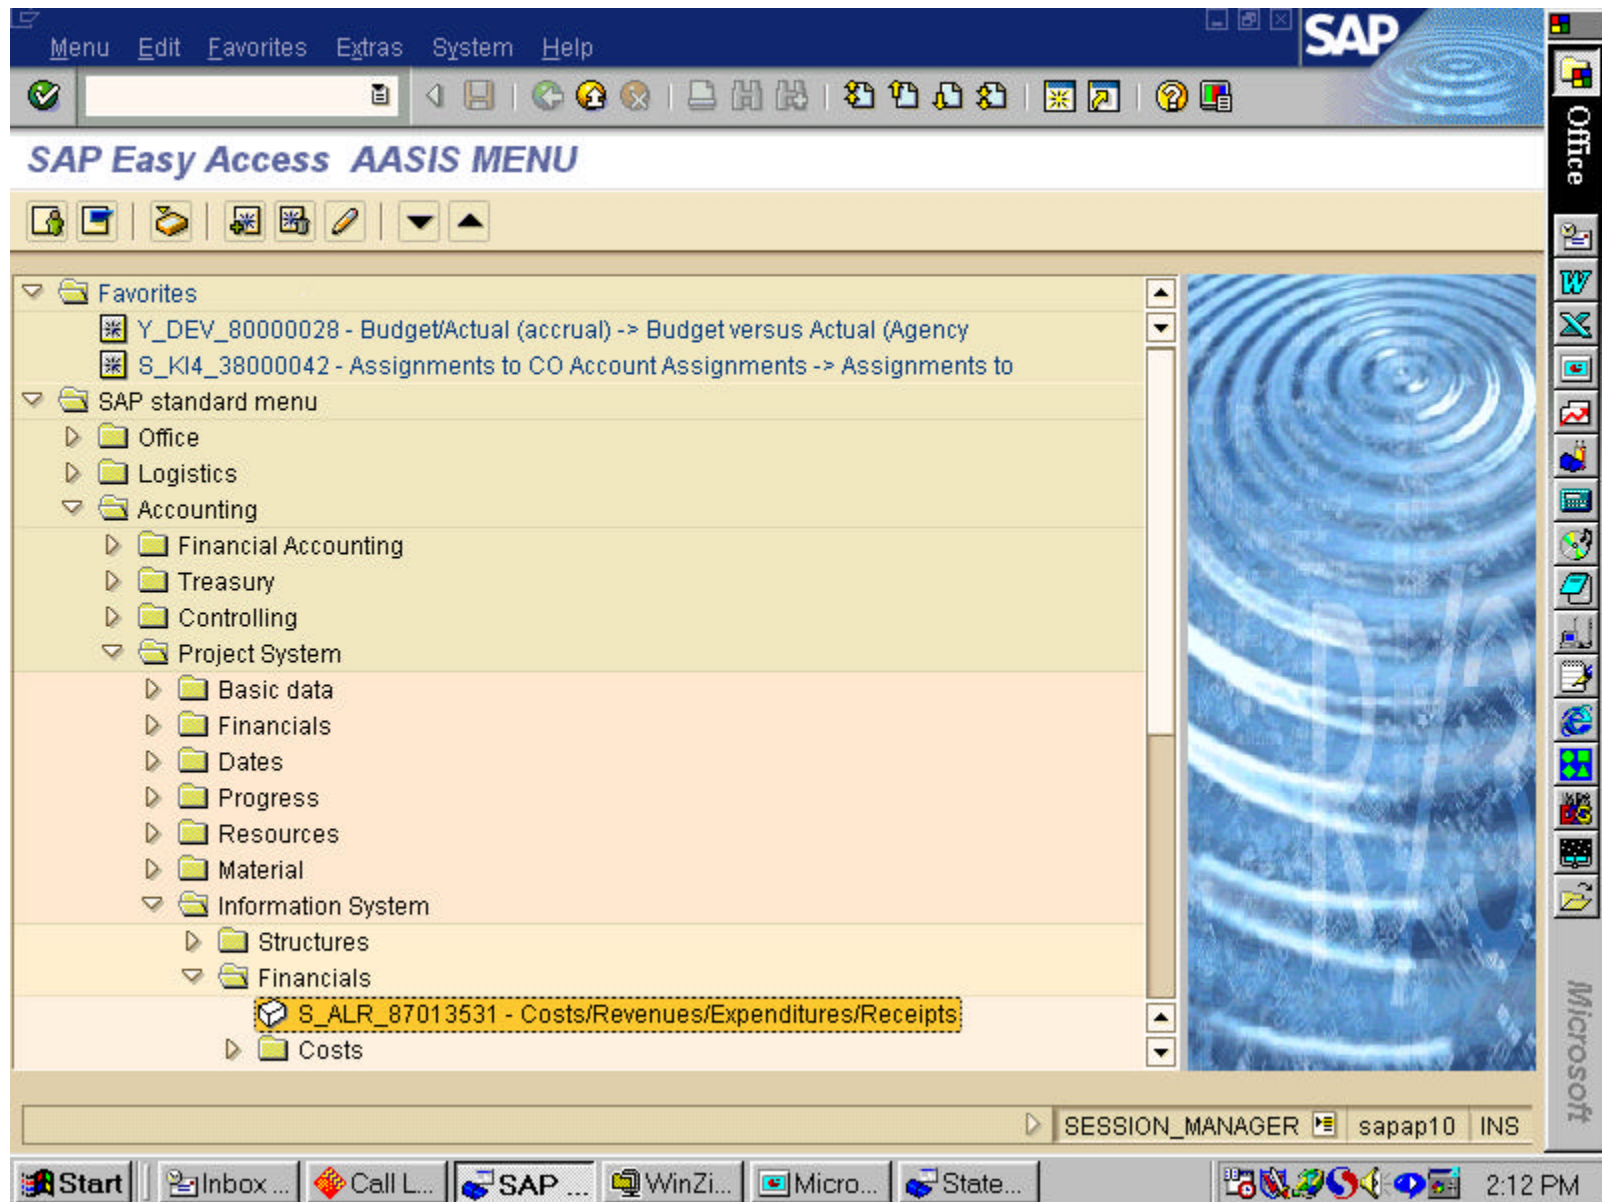 Menu Edit Favorites Extras System Help
SAP
SAP Easy Access AASIS MENU
Favorites
Y_DEV_80000028 - Budget/Actual (accrual) -> Budget versus Actual (Agency
S_KI4_38000042 - Assignments to CO Account Assignments -> Assignments to
SAP standard menu
Office
Logistics
Accounting
Financial Accounting
Treasury
Controlling
Project System
Basic data
Financials
Dates
Progress
Resources
Material
Information System
Structures
Financials
S_ALR_87013531 - Costs/Revenues/Expenditures/Receipts
Costs
SESSION_MANAGER sapap10 INS
Start Inbox ... Call L... SAP ... WinZi... Micro... State... 2:12 PM
Office
Microsoft